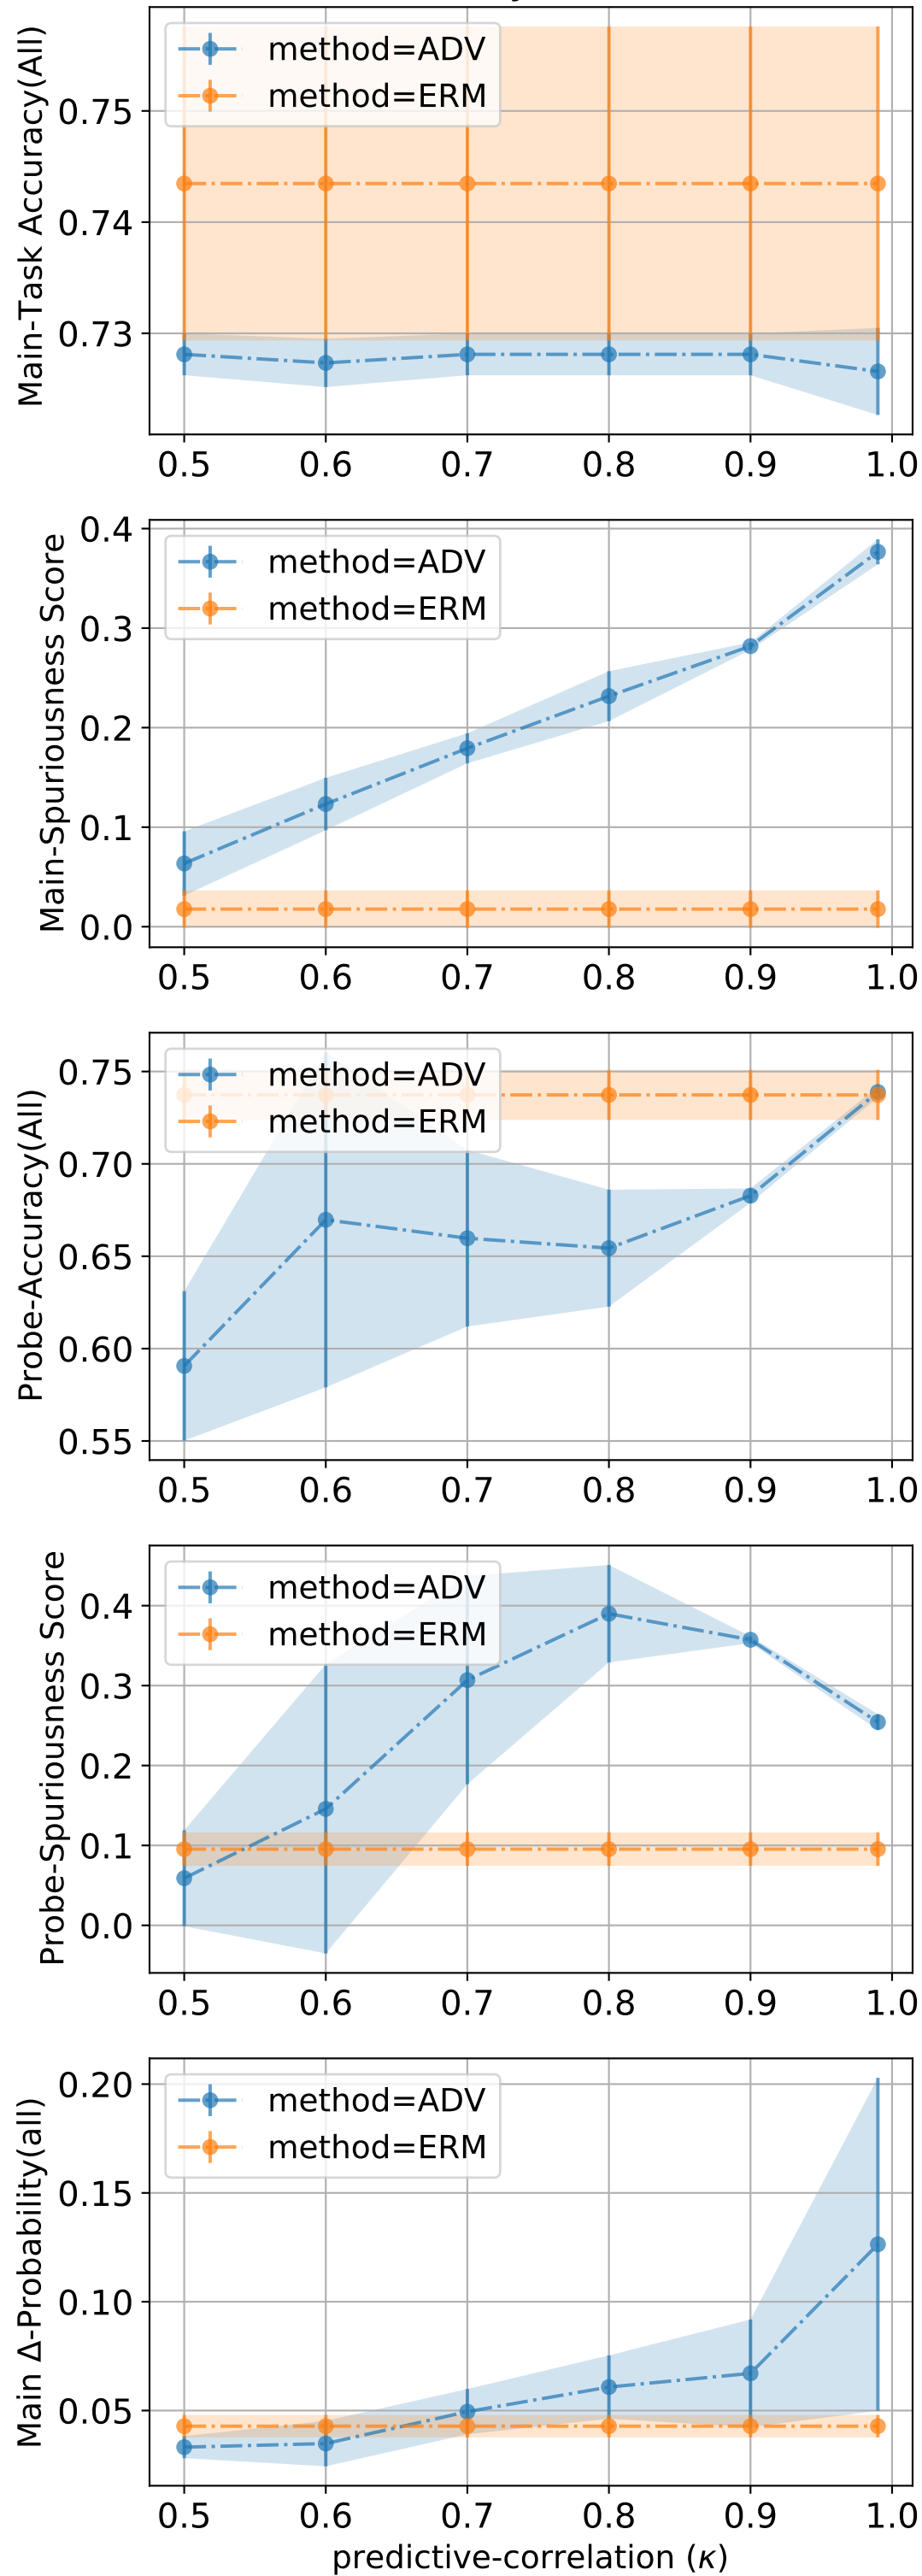 method=ADV
method=ERM
Main-Task Accuracy(All)
0.75
0.74
0.73
0.5 0.6 0.7 0.8 0.9 1.0
method=ADV
method=ERM
Main-Spuriousness Score
0.4
0.3
0.2
0.1
0.0
0.5 0.6 0.7 0.8 0.9 1.0
method=ADV
method=ERM
Probe-Accuracy(All)
0.75
0.70
0.65
0.60
0.55
0.5 0.6 0.7 0.8 0.9 1.0
method=ADV
method=ERM
Probe-Spuriousness Score
0.4
0.3
0.2
0.1
0.0
0.5 0.6 0.7 0.8 0.9 1.0
method=ADV
method=ERM
Main Δ-Probability(all)
0.20
0.15
0.10
0.05
0.5 0.6 0.7 0.8 0.9 1.0
predictive-correlation (κ)